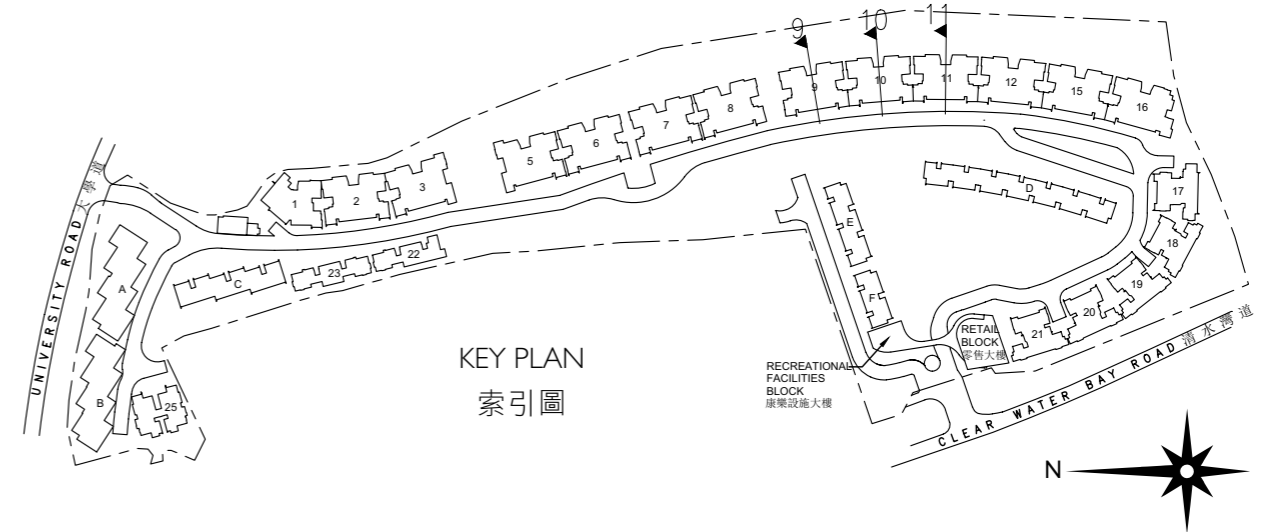 9
10
11
1
2
3
5
6
7
8
9
10
11
12
15
16
17
18
19
20
21
22
23
25
A
B
C
D
E
F
UNIVERSITY ROAD 大學道
KEY PLAN
索引圖
RECREATIONAL
FACILITIES
BLOCK
康樂設施大樓
RETAIL
BLOCK
零售大樓
CLEAR WATER BAY ROAD 清水灣道
N